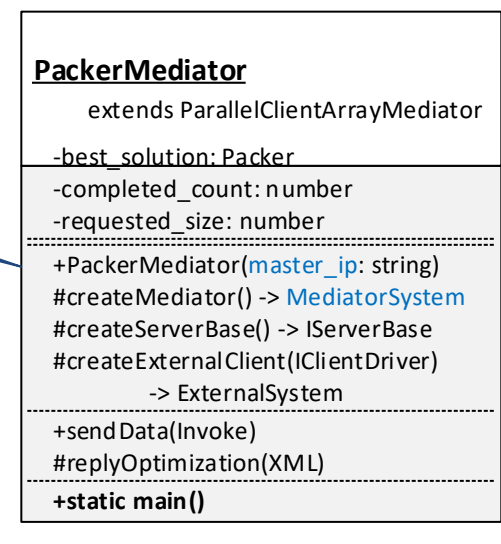 PackerMediator
extends ParallelClientArrayMediator
-best_solution: Packer
-completed_count: number
-requested_size: number
+PackerMediator(master_ip: string)
#createMediator() -> MediatorSystem
#createServerBase() -> IServerBase
#createExternalClient(IClientDriver)
-> ExternalSystem
+sendData(Invoke)
#replyOptimization(XML)
+static main()